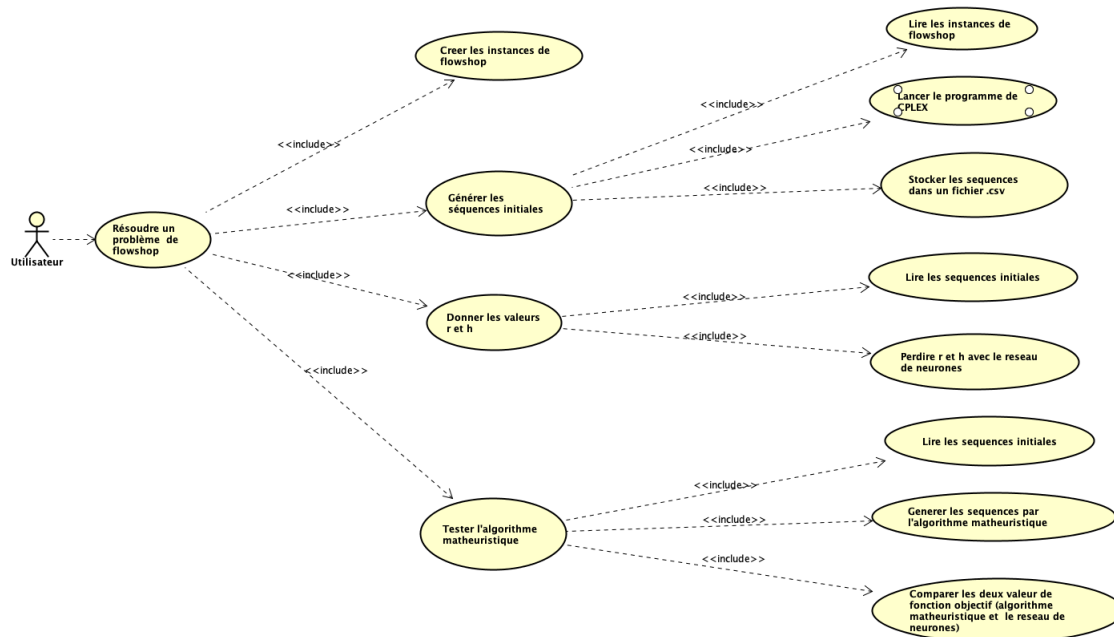 Lire les instances de
flowshop
Creer les instances de
flowshop
Lancer le programme de
CPLEX
<<include>>
<<include>>
<<include>>
Stocker les sequences
dans un fichier .csv
<<include>>
Générer les
séquences initiales
<<include>>
Résoudre un
problème de
flowshop
Utilisateur
<<include>>
Lire les sequences initiales
<<include>>
Donner les valeurs
r et h
<<include>>
Perdire r et h avec le reseau
de neurones
<<include>>
Lire les sequences initiales
<<include>>
Tester l'algorithme
matheuristique
<<include>>
Generer les sequences par
l'algorithme matheuristique
<<include>>
Comparer les deux valeur de
fonction objectif (algorithme
matheuristique et le reseau de
neurones)